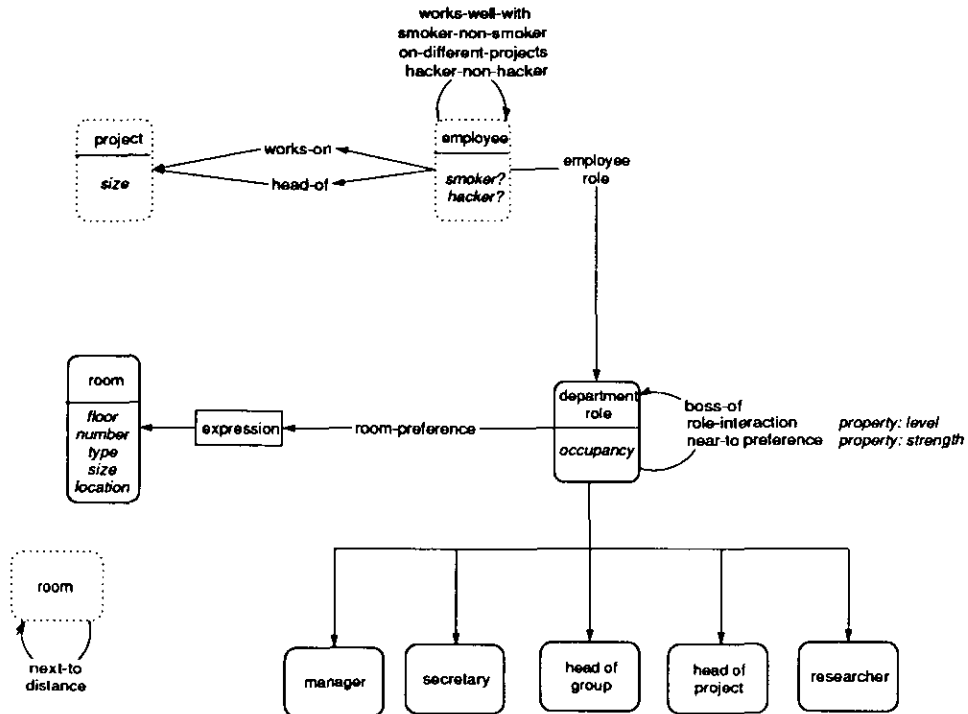 works-well-with
smoker-non-smoker
on-different-projects
hacker-non-hacker
project
size
works-on
head-of
employee
smoker?
hacker?
employee
role
room
floor
number
type
size
location
expression
room-preference
department
role
occupancy
boss-of
role-interaction property: level
near-to preference property: strength
room
next-to
distance
manager
secretary
head of
group
head of
project
researcher